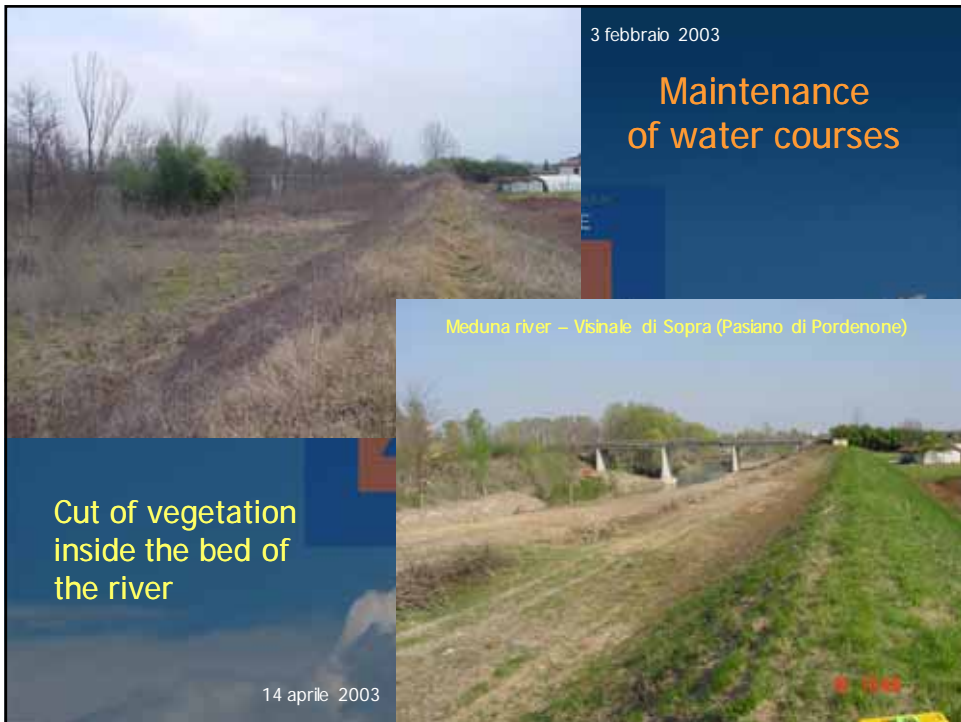 3 febbraio 2003
Maintenance
of water courses
Meduna river – Visinale di Sopra (Pasiano di Pordenone)
Cut of vegetation
inside the bed of
the river
14 aprile 2003